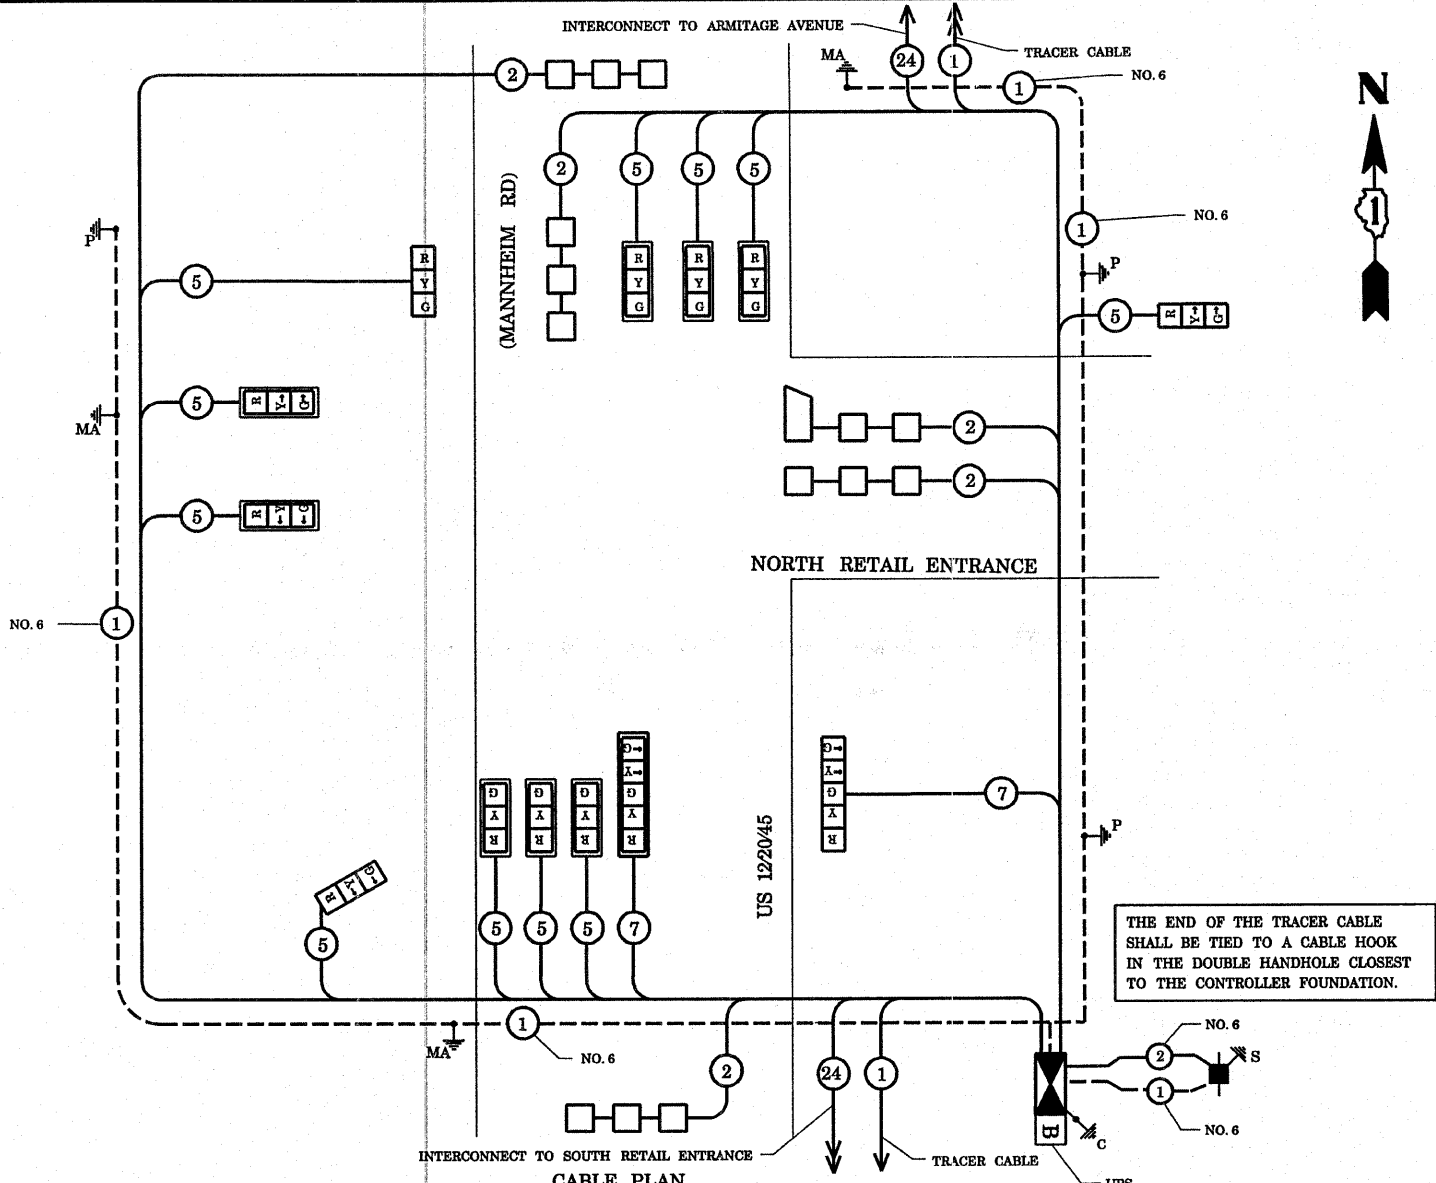 INTERCONNECT TO ARMITAGE AVENUE
24
1
TRACER CABLE
MA
1
NO. 6
N
2
1
2
5
5
5
(MANNHEIM RD)
1
NO. 6
P
P
5
R
Y
G
R
Y
G
R
Y
G
R
Y
G
5
R
Y
G
5
R
Y
G
MA
2
5
R
Y
G
2
NORTH RETAIL ENTRANCE
NO. 6
1
G
Y
G
Y
R
G
Y
G
Y
R
7
G
Y
R
G
Y
R
G
Y
R
P
US 12/20/45
R
Y
G
5
5
5
5
7
THE END OF THE TRACER CABLE
SHALL BE TIED TO A CABLE HOOK
IN THE DOUBLE HANDHOLE CLOSEST
TO THE CONTROLLER FOUNDATION.
MA
1
NO. 6
2
24
1
NO. 6
2
S
1
NO. 6
B
C
INTERCONNECT TO SOUTH RETAIL ENTRANCE
TRACER CABLE
CABLE PLAN
UPS